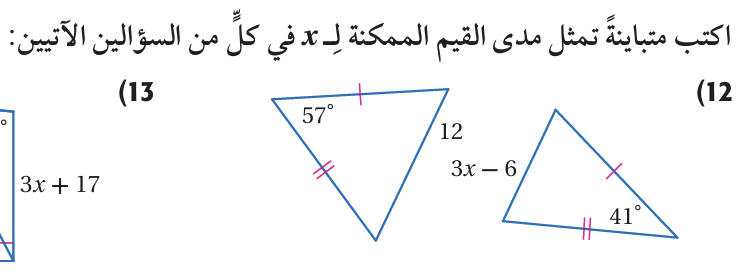 اكتب متباينةً تمثل مدى القيم الممكنة لِـ x في كلٍّ من السؤالين الآتيين:
(12
(13
57°
12
3x − 6
41°
°
3x + 17